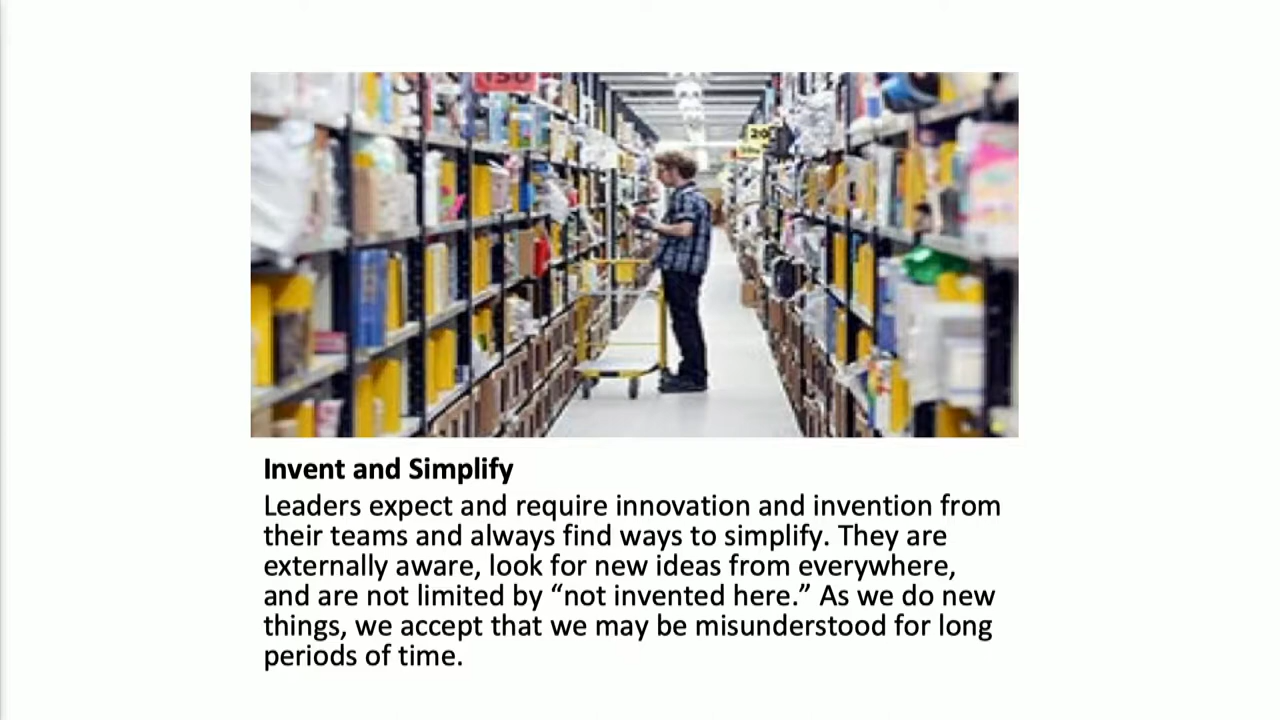 150
20
Invent and Simplify
Leaders expect and require innovation and invention from
their teams and always find ways to simplify. They are
externally aware, look for new ideas from everywhere,
and are not limited by “not invented here.” As we do new
things, we accept that we may be misunderstood for long
periods of time.